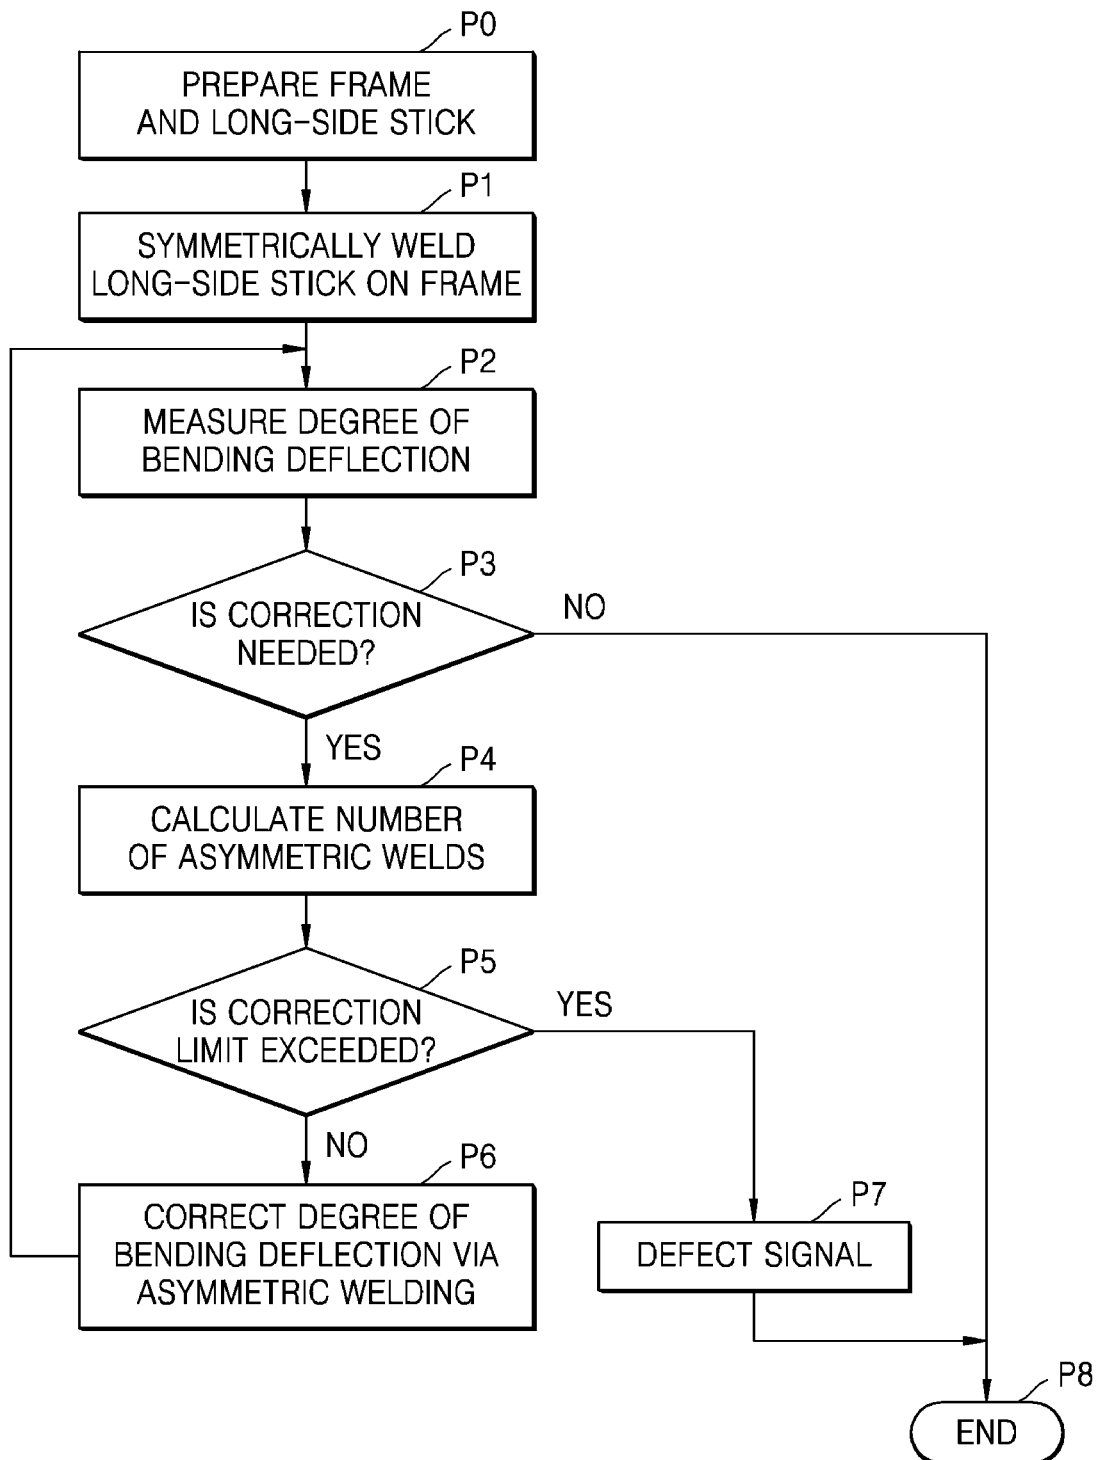 P0
PREPARE FRAME
AND LONG-SIDE STICK
P1
SYMMETRICALLY WELD
LONG-SIDE STICK ON FRAME
P2
MEASURE DEGREE OF
BENDING DEFLECTION
P3
IS CORRECTION
NEEDED?
NO
YES
P4
CALCULATE NUMBER
OF ASYMMETRIC WELDS
P5
IS CORRECTION
LIMIT EXCEEDED?
YES
NO
P6
CORRECT DEGREE OF
BENDING DEFLECTION VIA
ASYMMETRIC WELDING
P7
DEFECT SIGNAL
P8
END